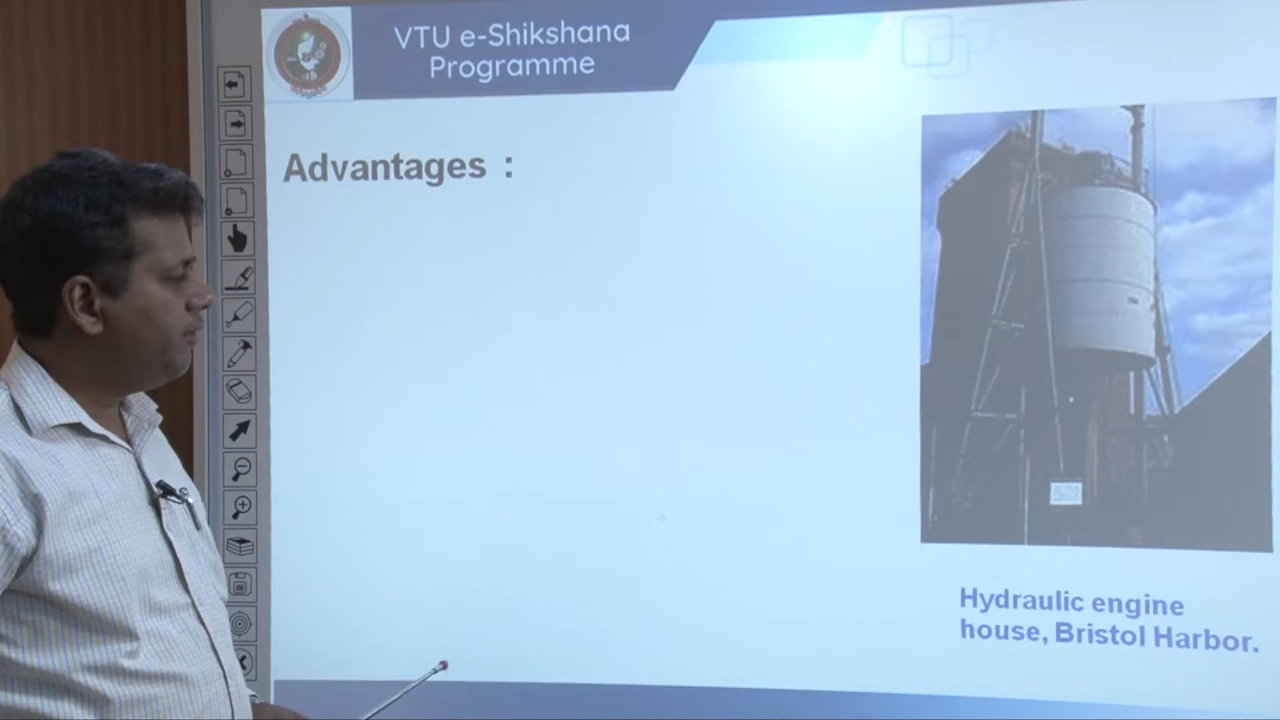 VTU e-Shikshana
Programme
Advantages :
Hydraulic engine
house, Bristol Harbor.